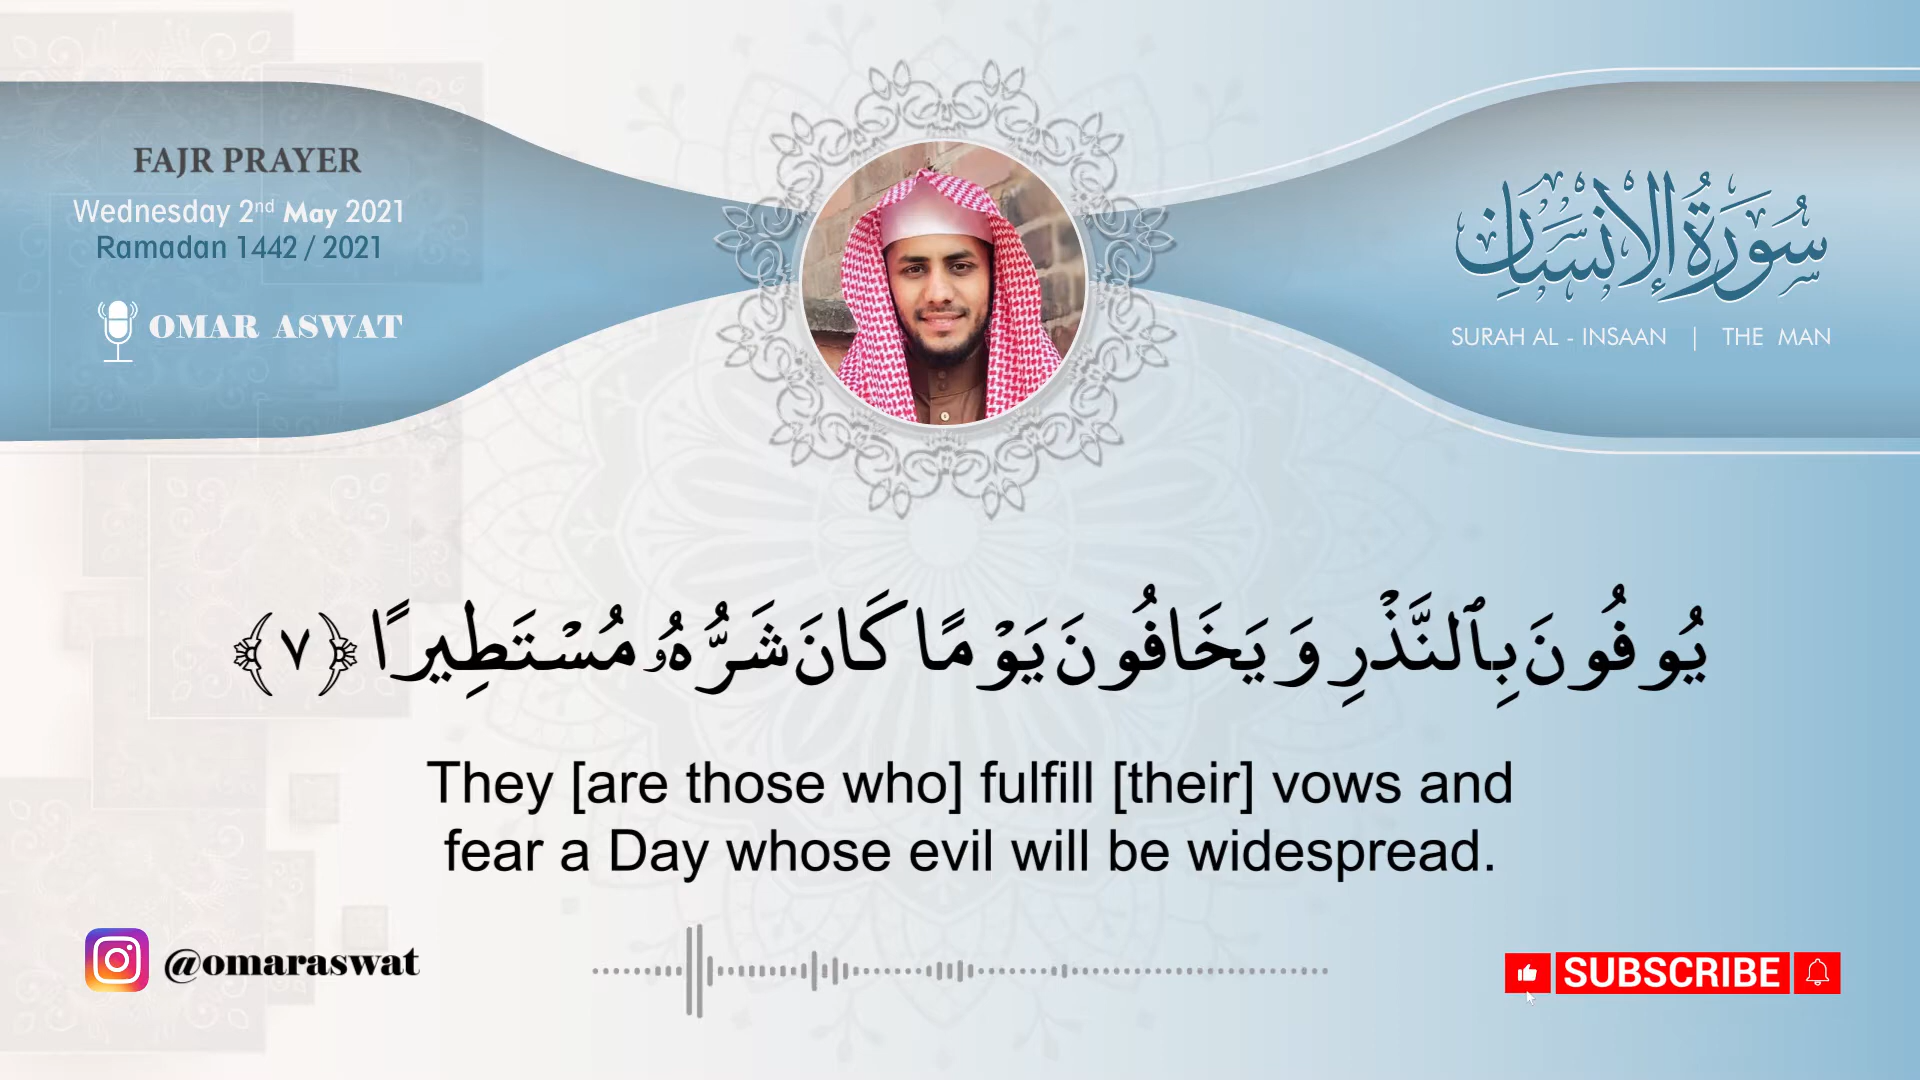 FAJR PRAYER
Wednesday 2nd May 2021
Ramadan 1442 / 2021
OMAR ASWAT
سُورَةُ الإِنسَانِ
SURAH AL - INSAAN | THE MAN
يُوفُونَ بِٱلنَّذْرِ وَيَخَافُونَ يَوْمًا كَانَ شَرُّهُۥ مُسْتَطِيرًا ﴿٧﴾
They [are those who] fulfill [their] vows and
fear a Day whose evil will be widespread.
@omaraswat
SUBSCRIBE